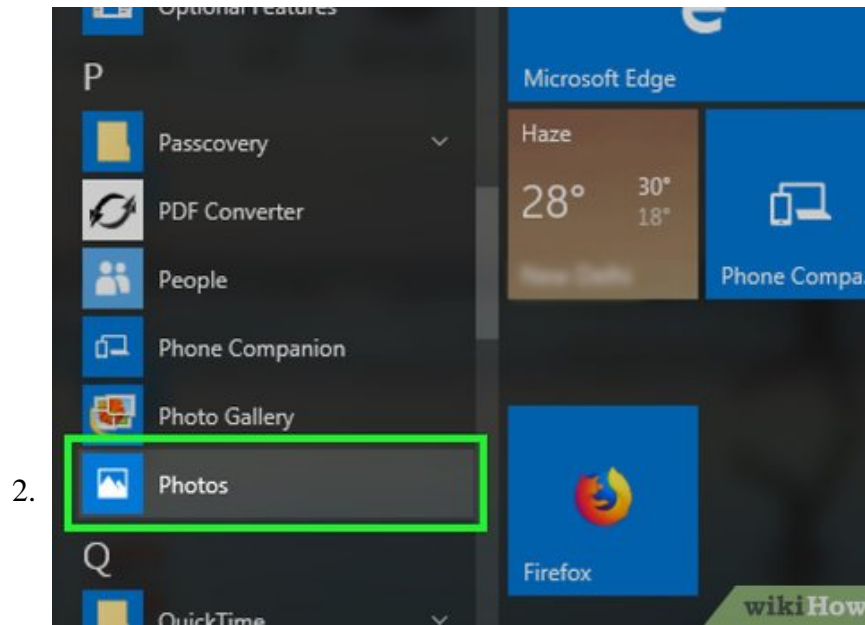 Optional Features
P
Passcovery
PDF Converter
People
Phone Companion
Photo Gallery
2.
Photos
Q
QuickTime
Microsoft Edge
Haze
28°
30°
18°
Phone Compa.
Firefox
wikiHow